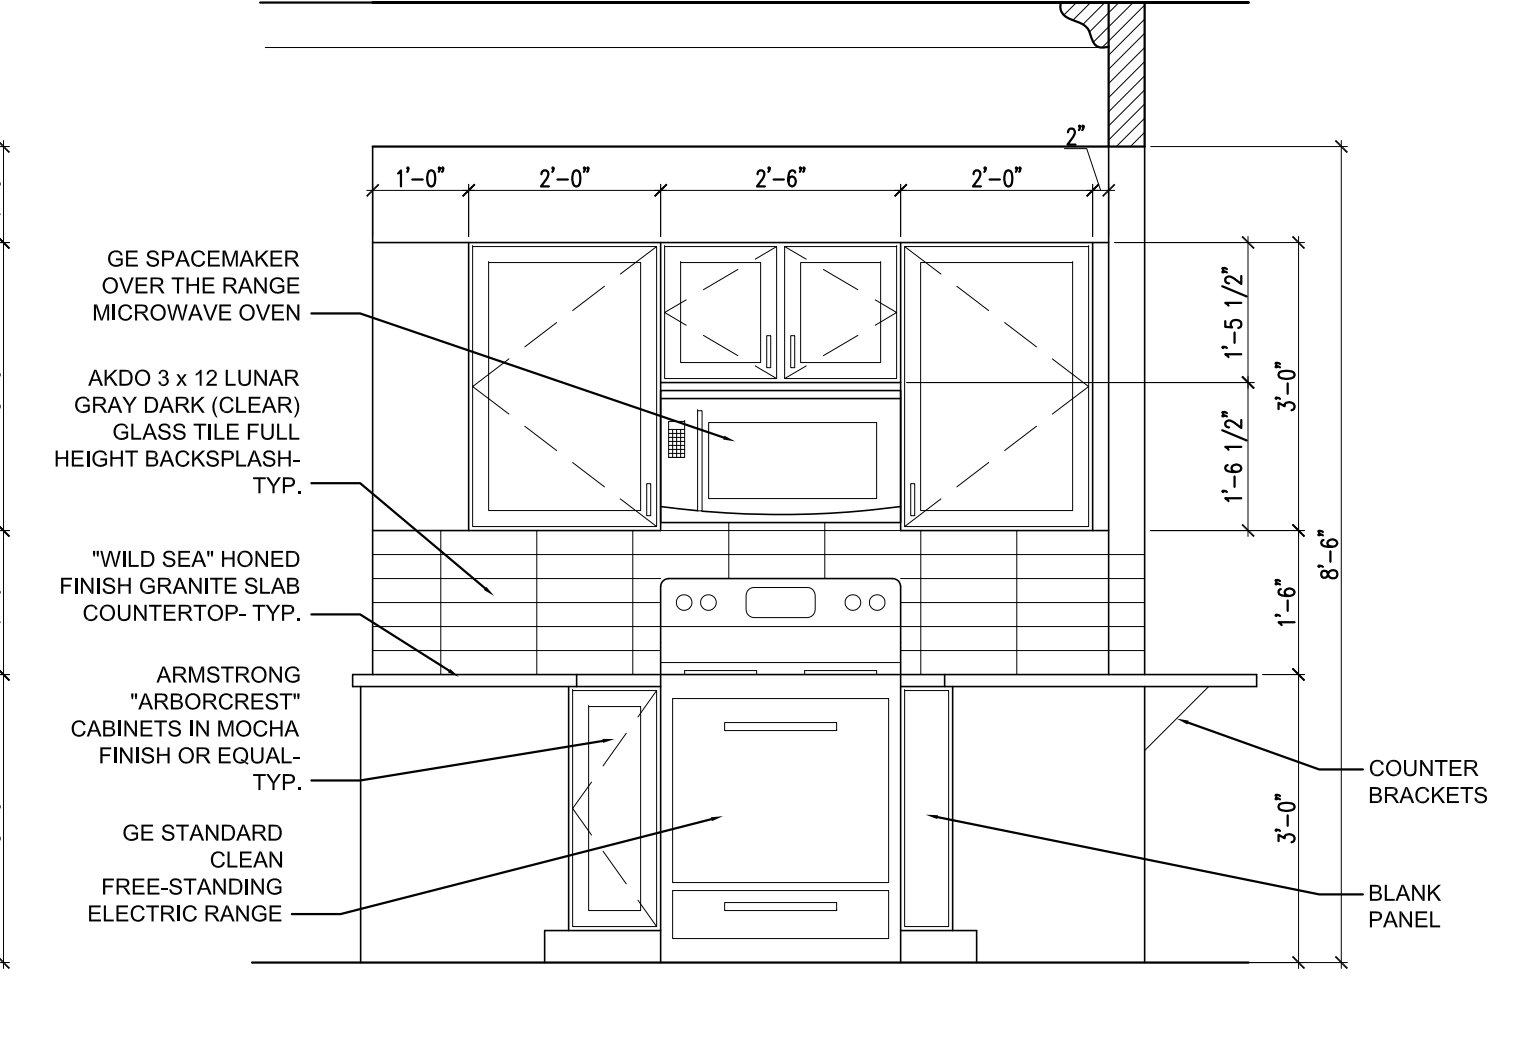 2"
1'-0"
2'-0"
2'-6"
2'-0"
GE SPACEMAKER
OVER THE RANGE
MICROWAVE OVEN
AKDO 3 x 12 LUNAR
GRAY DARK (CLEAR)
GLASS TILE FULL
HEIGHT BACKSPLASH-
TYP.
"WILD SEA" HONED
FINISH GRANITE SLAB
COUNTERTOP- TYP.
ARMSTRONG
"ARBORCREST"
CABINETS IN MOCHA
FINISH OR EQUAL-
TYP.
GE STANDARD
CLEAN
FREE-STANDING
ELECTRIC RANGE
1'-5 1/2"
1'-6 1/2"
3'-0"
1'-6"
3'-0"
8'-6"
COUNTER
BRACKETS
BLANK
PANEL